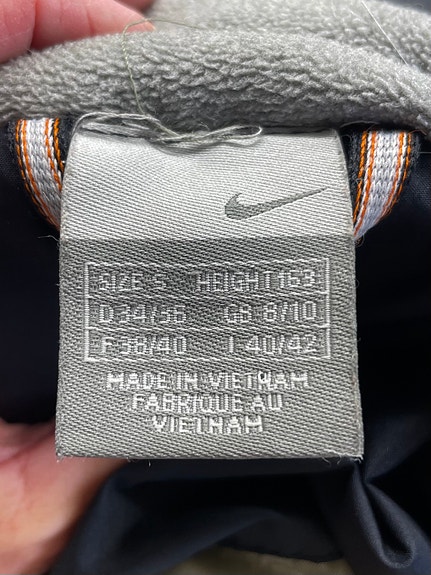 SIZE S HEIGHT 163
D 34/36 GB 8/10
F 38/40 I 40/42
MADE IN VIETNAM
FABRIQUE AU
VIETNAM